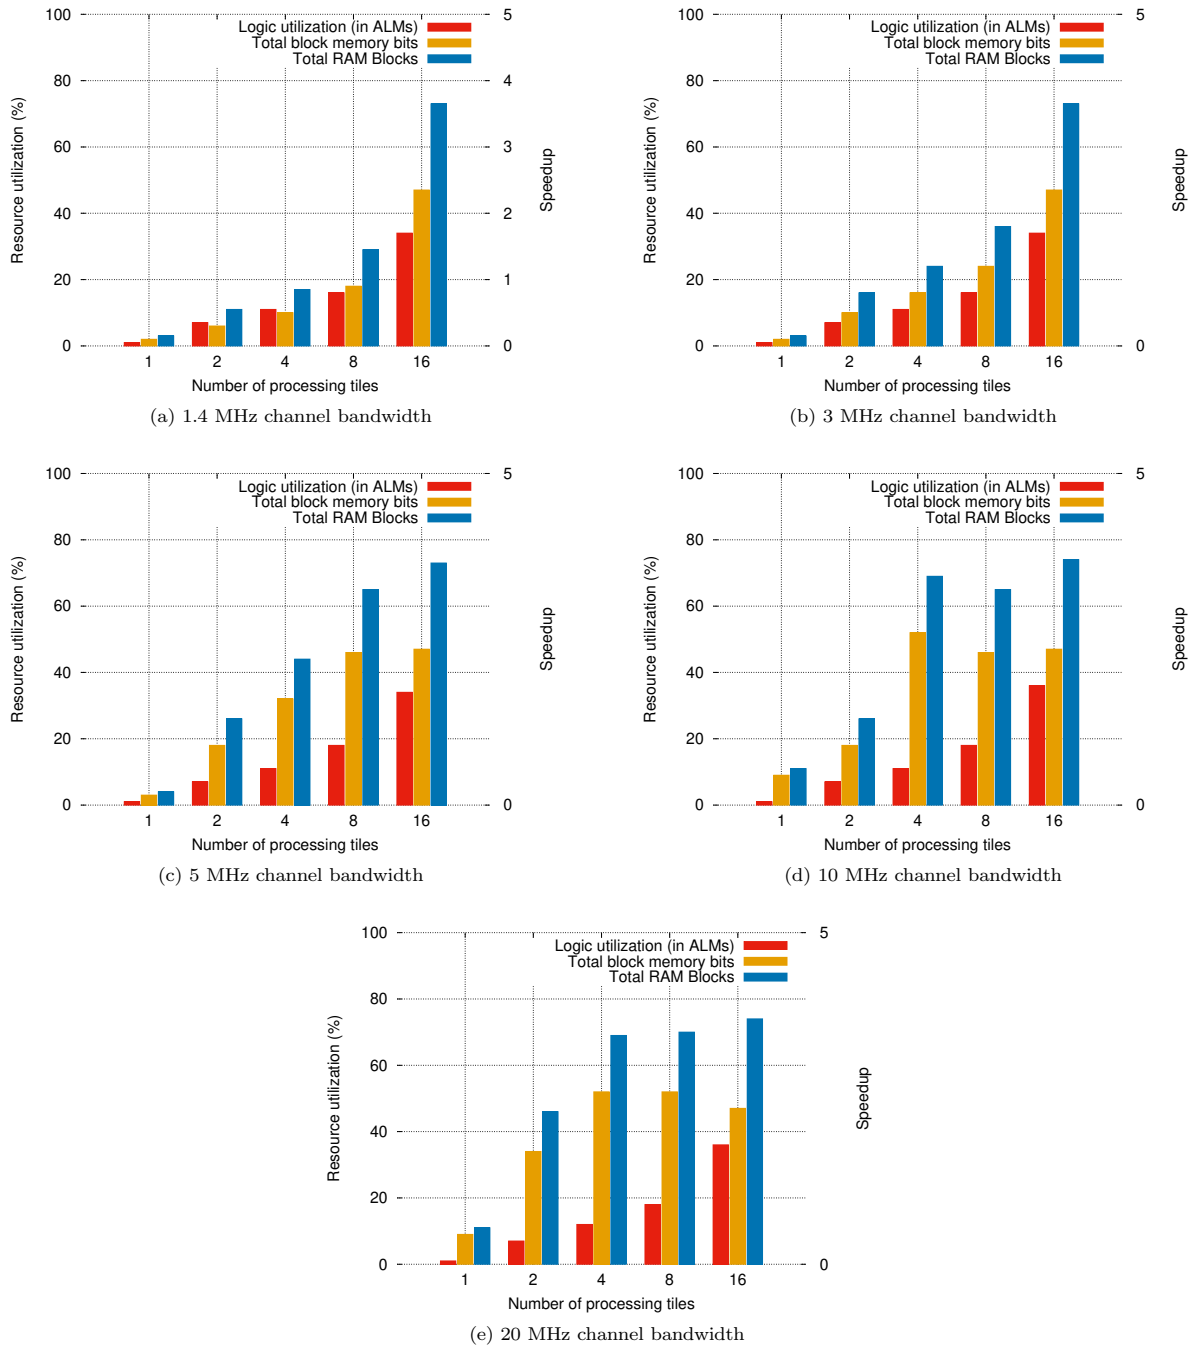 100
80
60
40
20
0
5
4
3
2
1
0
Resource utilization (%)
Speedup
Logic utilization (in ALMs)
Total block memory bits
Total RAM Blocks
1 2 4 8 16
Number of processing tiles
(a) 1.4 MHz channel bandwidth
100
80
60
40
20
0
5
0
Resource utilization (%)
Speedup
Logic utilization (in ALMs)
Total block memory bits
Total RAM Blocks
1 2 4 8 16
Number of processing tiles
(b) 3 MHz channel bandwidth
100
80
60
40
20
0
5
0
Resource utilization (%)
Speedup
Logic utilization (in ALMs)
Total block memory bits
Total RAM Blocks
1 2 4 8 16
Number of processing tiles
(c) 5 MHz channel bandwidth
100
80
60
40
20
0
5
0
Resource utilization (%)
Speedup
Logic utilization (in ALMs)
Total block memory bits
Total RAM Blocks
1 2 4 8 16
Number of processing tiles
(d) 10 MHz channel bandwidth
100
80
60
40
20
0
5
0
Resource utilization (%)
Speedup
Logic utilization (in ALMs)
Total block memory bits
Total RAM Blocks
1 2 4 8 16
Number of processing tiles
(e) 20 MHz channel bandwidth